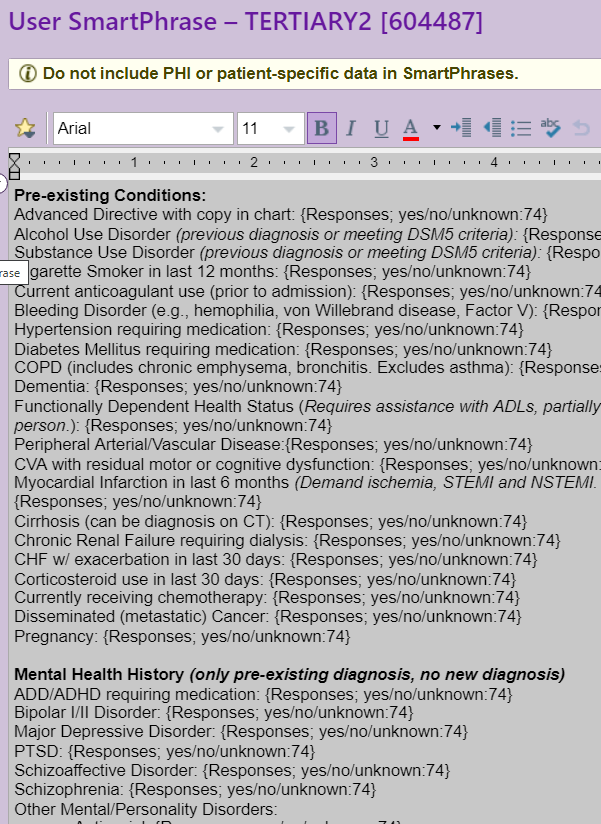 User SmartPhrase – TERTIARY2 [604487]
Do not include PHI or patient-specific data in SmartPhrases.
Arial 11 B I U A abc
1 2 3 4
Pre-existing Conditions:
Advanced Directive with copy in chart: {Responses; yes/no/unknown:74}
Alcohol Use Disorder (previous diagnosis or meeting DSM5 criteria): {Response
Substance Use Disorder (previous diagnosis or meeting DSM5 criteria): {Respo
rase
garette Smoker in last 12 months: {Responses; yes/no/unknown:74}
Current anticoagulant use (prior to admission): {Responses; yes/no/unknown:74
Bleeding Disorder (e.g., hemophilia, von Willebrand disease, Factor V): {Respon
Hypertension requiring medication: {Responses; yes/no/unknown:74}
Diabetes Mellitus requiring medication: {Responses; yes/no/unknown:74}
COPD (includes chronic emphysema, bronchitis. Excludes asthma): {Responses
Dementia: {Responses; yes/no/unknown:74}
Functionally Dependent Health Status (Requires assistance with ADLs, partially
person.): {Responses; yes/no/unknown:74}
Peripheral Arterial/Vascular Disease:{Responses; yes/no/unknown:74}
CVA with residual motor or cognitive dysfunction: {Responses; yes/no/unknown:
Myocardial Infarction in last 6 months (Demand ischemia, STEMI and NSTEMI.
{Responses; yes/no/unknown:74}
Cirrhosis (can be diagnosis on CT): {Responses; yes/no/unknown:74}
Chronic Renal Failure requiring dialysis: {Responses; yes/no/unknown:74}
CHF w/ exacerbation in last 30 days: {Responses; yes/no/unknown:74}
Corticosteroid use in last 30 days: {Responses; yes/no/unknown:74}
Currently receiving chemotherapy: {Responses; yes/no/unknown:74}
Disseminated (metastatic) Cancer: {Responses; yes/no/unknown:74}
Pregnancy: {Responses; yes/no/unknown:74}
Mental Health History (only pre-existing diagnosis, no new diagnosis)
ADD/ADHD requiring medication: {Responses; yes/no/unknown:74}
Bipolar I/II Disorder: {Responses; yes/no/unknown:74}
Major Depressive Disorder: {Responses; yes/no/unknown:74}
PTSD: {Responses; yes/no/unknown:74}
Schizoaffective Disorder: {Responses; yes/no/unknown:74}
Schizophrenia: {Responses; yes/no/unknown:74}
Other Mental/Personality Disorders: